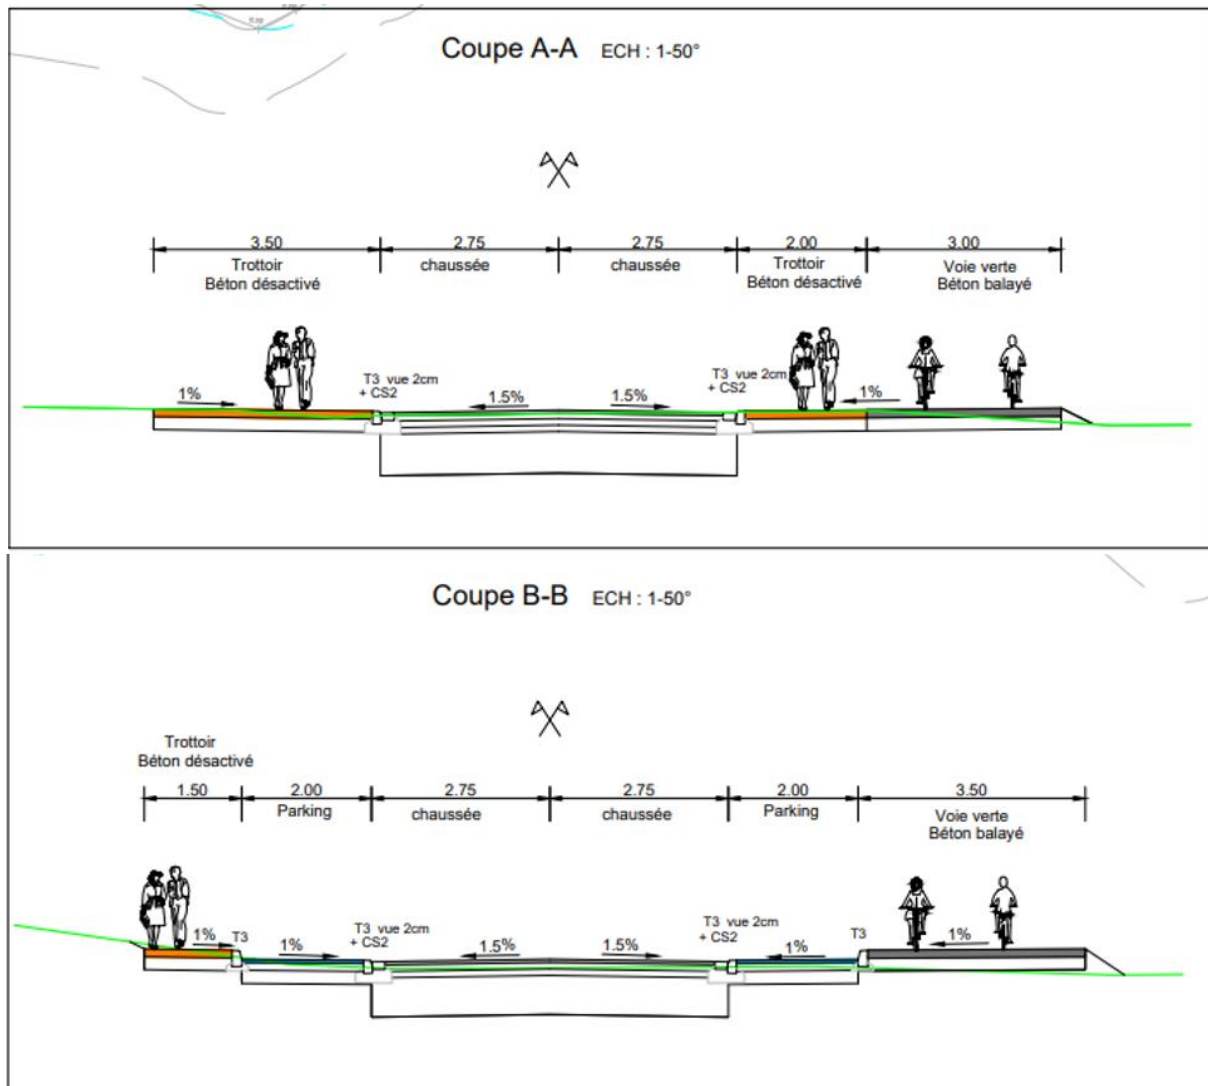 Coupe A-A ECH : 1-50°
3.50 2.75 2.75 2.00 3.00
Trottoir
Béton désactivé
chaussée
chaussée
Trottoir
Béton désactivé
Voie verte
Béton balayé
1%
T3 vue 2cm
+ CS2
1.5%
1.5%
T3 vue 2cm
+ CS2
1%
Coupe B-B ECH : 1-50°
Trottoir
Béton désactivé
1.50 2.00 2.75 2.75 2.00 3.50
Parking
chaussée
chaussée
Parking
Voie verte
Béton balayé
1%
T3
1%
T3 vue 2cm
+ CS2
1.5%
1.5%
T3 vue 2cm
+ CS2
1%
T3
1%